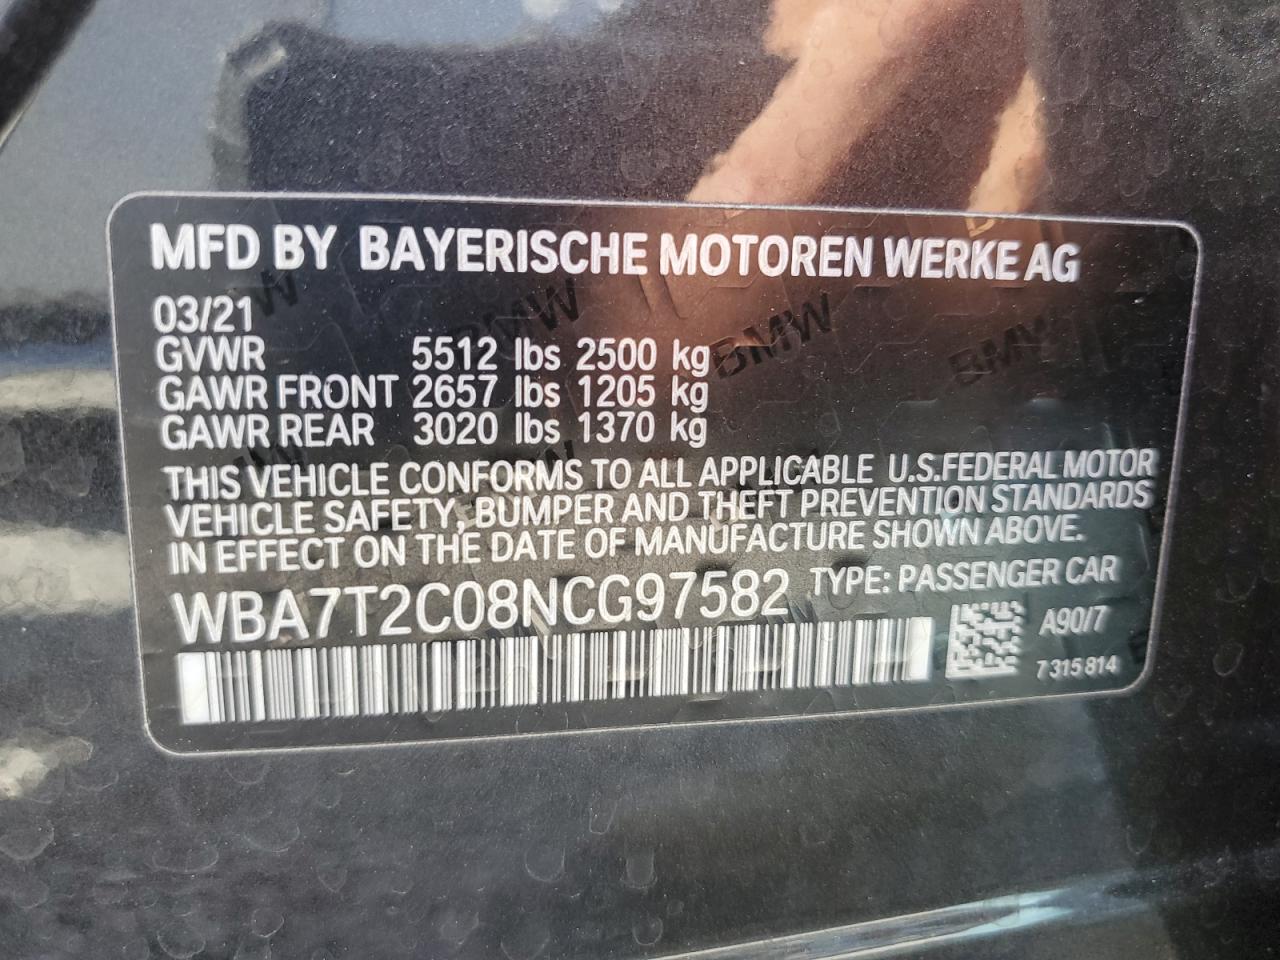 MFD BY BAYERISCHE MOTOREN WERKE AG
03/21
GVWR 5512 lbs 2500 kg
GAWR FRONT 2657 lbs 1205 kg
GAWR REAR 3020 lbs 1370 kg
THIS VEHICLE CONFORMS TO ALL APPLICABLE U.S.FEDERAL MOTOR
VEHICLE SAFETY, BUMPER AND THEFT PREVENTION STANDARDS
IN EFFECT ON THE DATE OF MANUFACTURE SHOWN ABOVE.
WBA7T2C08NCG97582 TYPE: PASSENGER CAR
A90/7
7 315 814
BMW
BMW
BMW